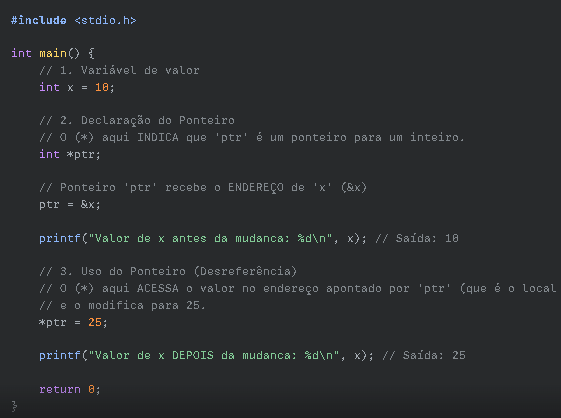 #include <stdio.h>
int main() {
// 1. Variável de valor
int x = 10;
// 2. Declaração do Ponteiro
// O (*) aqui INDICA que 'ptr' é um ponteiro para um inteiro.
int *ptr;
// Ponteiro 'ptr' recebe o ENDEREÇO de 'x' (&x)
ptr = &x;
printf("Valor de x antes da mudanca: %d\n", x); // Saída: 10
// 3. Uso do Ponteiro (Desreferência)
// O (*) aqui ACESSA o valor no endereço apontado por 'ptr' (que é o local
// e o modifica para 25.
*ptr = 25;
printf("Valor de x DEPOIS da mudanca: %d\n", x); // Saída: 25
return 0;
}